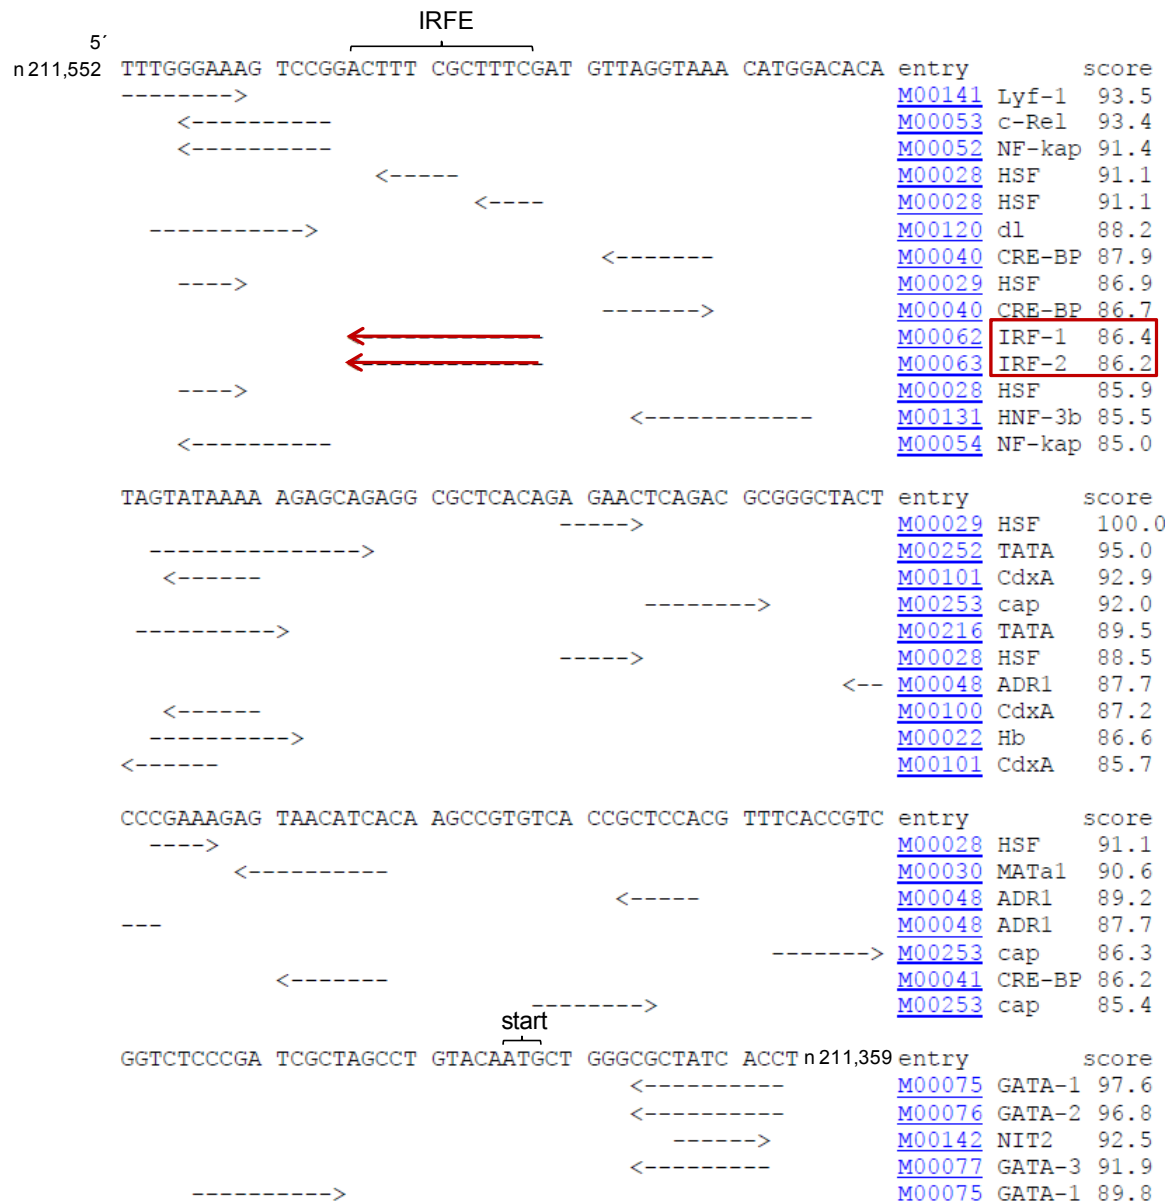 IRFE
5´
n 211,552 TTTGGGAAAG TCCGGACTTT CGCTTTCGAT GTTAGGTAAA CATGGACACA entry score
--------> M00141 Lyf-1 93.5
<---------- M00053 c-Rel 93.4
<---------- M00052 NF-kap 91.4
<----- M00028 HSF 91.1
<---- M00028 HSF 91.1
-----------> M00120 dl 88.2
<------- M00040 CRE-BP 87.9
----> M00029 HSF 86.9
-------> M00040 CRE-BP 86.7
<------------- M00062 IRF-1 86.4
<------------- M00063 IRF-2 86.2
----> M00028 HSF 85.9
<------------ M00131 HNF-3b 85.5
<---------- M00054 NF-kap 85.0
TAGTATAAAA AGAGCAGAGG CGCTCACAGA GAACTCAGAC GCGGGCTACT entry score
-----> M00029 HSF 100.0
---------------> M00252 TATA 95.0
<------ M00101 CdxA 92.9
--------> M00253 cap 92.0
----------> M00216 TATA 89.5
-----> M00028 HSF 88.5
<-- M00048 ADR1 87.7
<------ M00100 CdxA 87.2
----------> M00022 Hb 86.6
<------ M00101 CdxA 85.7
CCCGAAAGAG TAACATCACA AGCCGTGTCA CCGCTCCACG TTTCACCGTC entry score
----> M00028 HSF 91.1
<---------- M00030 MATa1 90.6
<----- M00048 ADR1 89.2
--- M00048 ADR1 87.7
-------> M00253 cap 86.3
<------- M00041 CRE-BP 86.2
--------> M00253 cap 85.4
start
GGTCTCCCGA TCGCTAGCCT GTACAATGCT GGGCGCTATC ACCT n 211,359 entry score
<---------- M00075 GATA-1 97.6
<---------- M00076 GATA-2 96.8
------> M00142 NIT2 92.5
<--------- M00077 GATA-3 91.9
----------> M00075 GATA-1 89.8